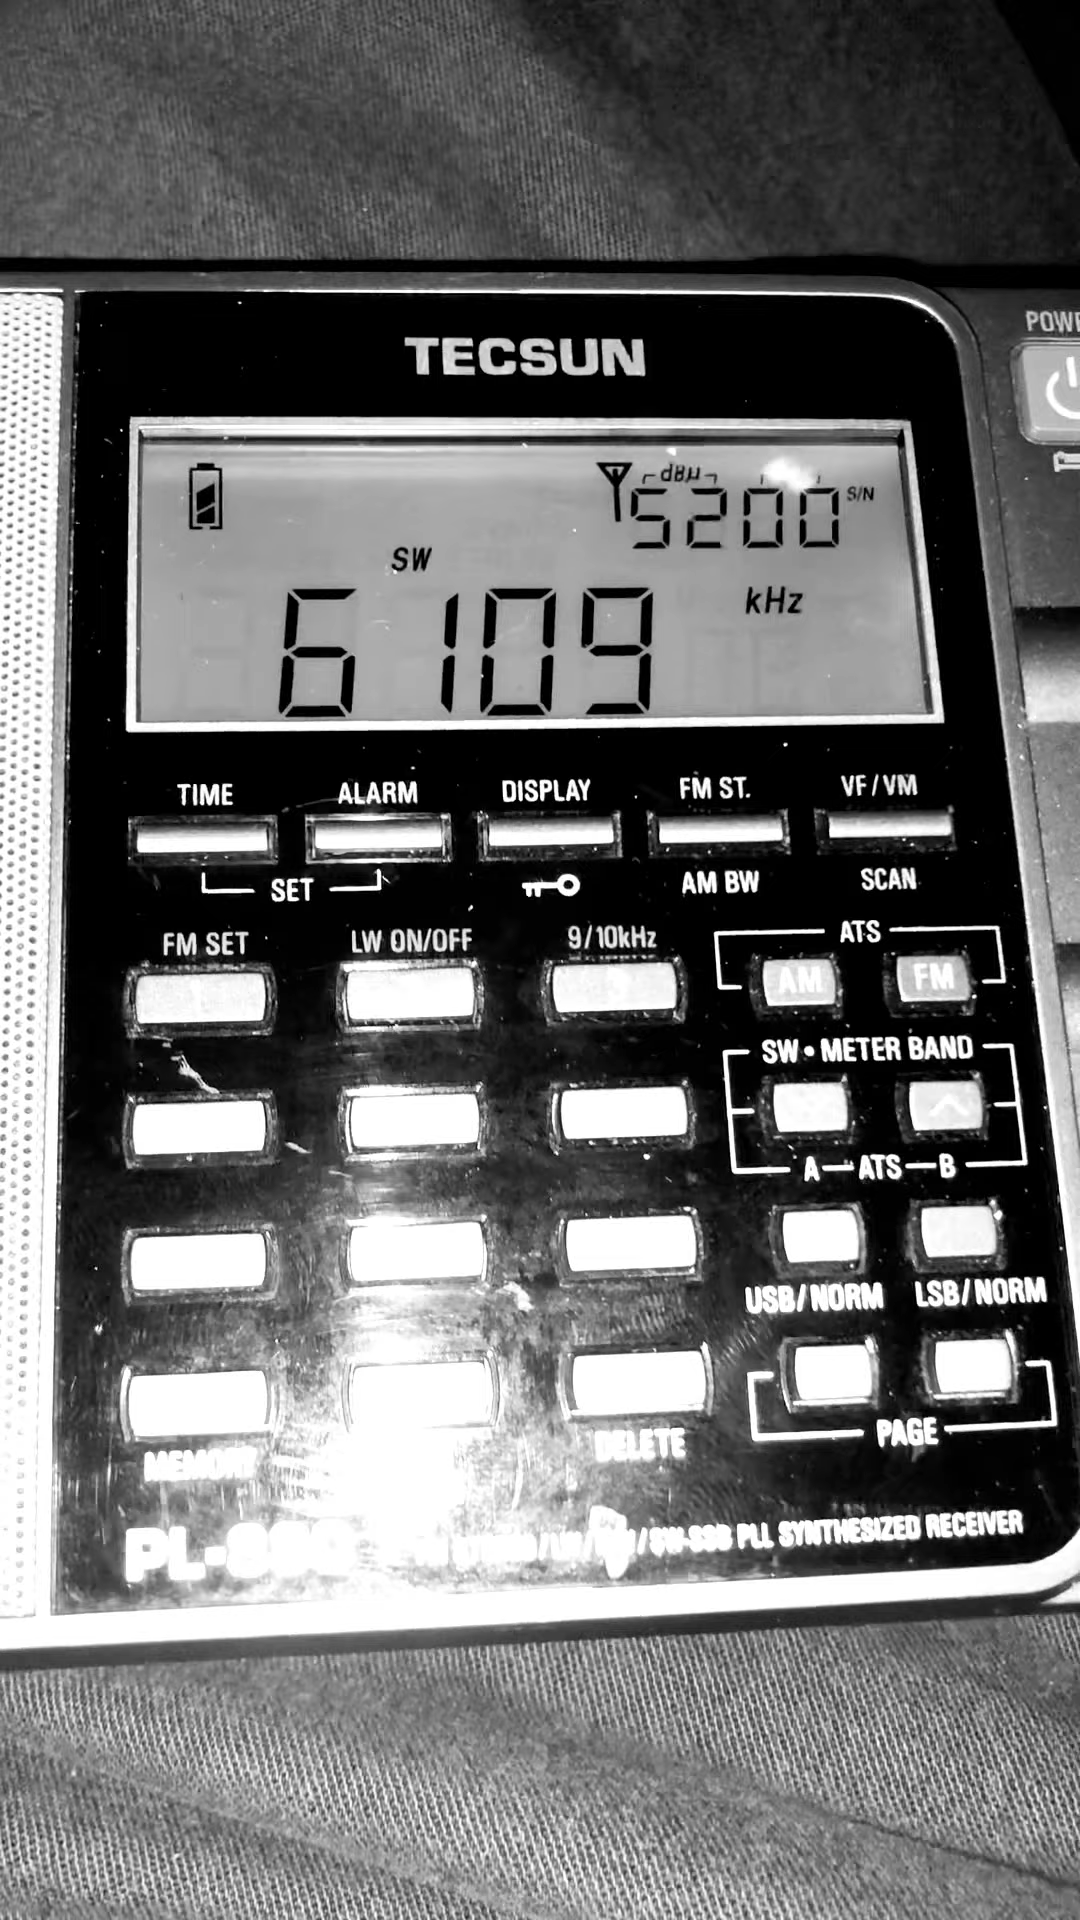 POWE
TECSUN
dBμ
5200 S/N
SW
6109 kHz
TIME ALARM DISPLAY FM ST. VF/VM
SET AM BW SCAN
FM SET LW ON/OFF 9/10kHz ATS
AM FM
SW • METER BAND
A ATS B
USB/NORM LSB/NORM
PAGE
MEMORY DELETE
/SW-SSB PLL SYNTHESIZED RECEIVER